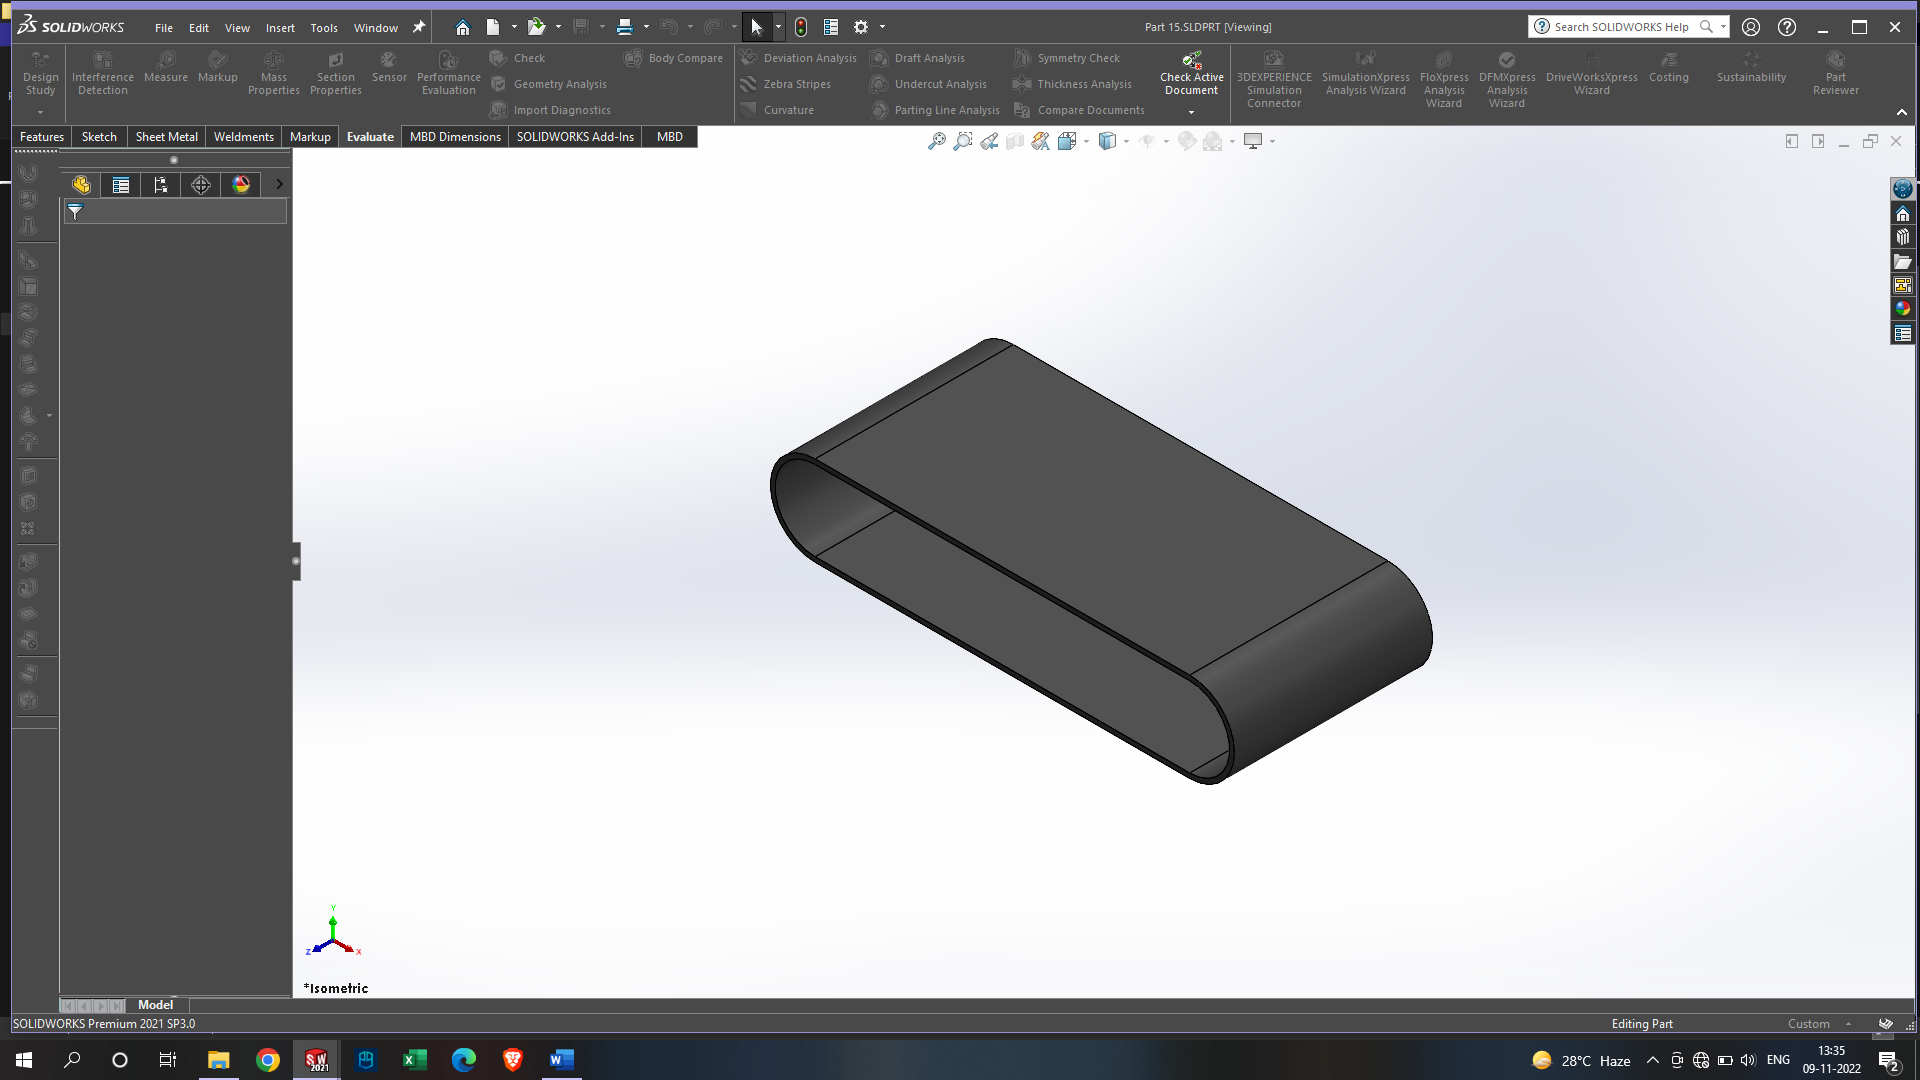 SOLIDWORKS File Edit View Insert Tools Window Part 15.SLDPRT [Viewing] Search SOLIDWORKS Help
Design Study
Interference Detection
Measure
Markup
Mass Properties
Section Properties
Sensor
Performance Evaluation
Check
Geometry Analysis
Import Diagnostics
Body Compare
Deviation Analysis
Zebra Stripes
Curvature
Draft Analysis
Undercut Analysis
Parting Line Analysis
Symmetry Check
Thickness Analysis
Compare Documents
Check Active Document
3DEXPERIENCE Simulation Connector
SimulationXpress Analysis Wizard
FloXpress Analysis Wizard
DFMXpress Analysis Wizard
DriveWorksXpress Wizard
Costing
Sustainability
Part Reviewer
Features Sketch Sheet Metal Weldments Markup Evaluate MBD Dimensions SOLIDWORKS Add-Ins MBD
Y
Z X
*Isometric
Model
SOLIDWORKS Premium 2021 SP3.0 Editing Part Custom
28°C Haze ENG 13:35
09-11-2022
2